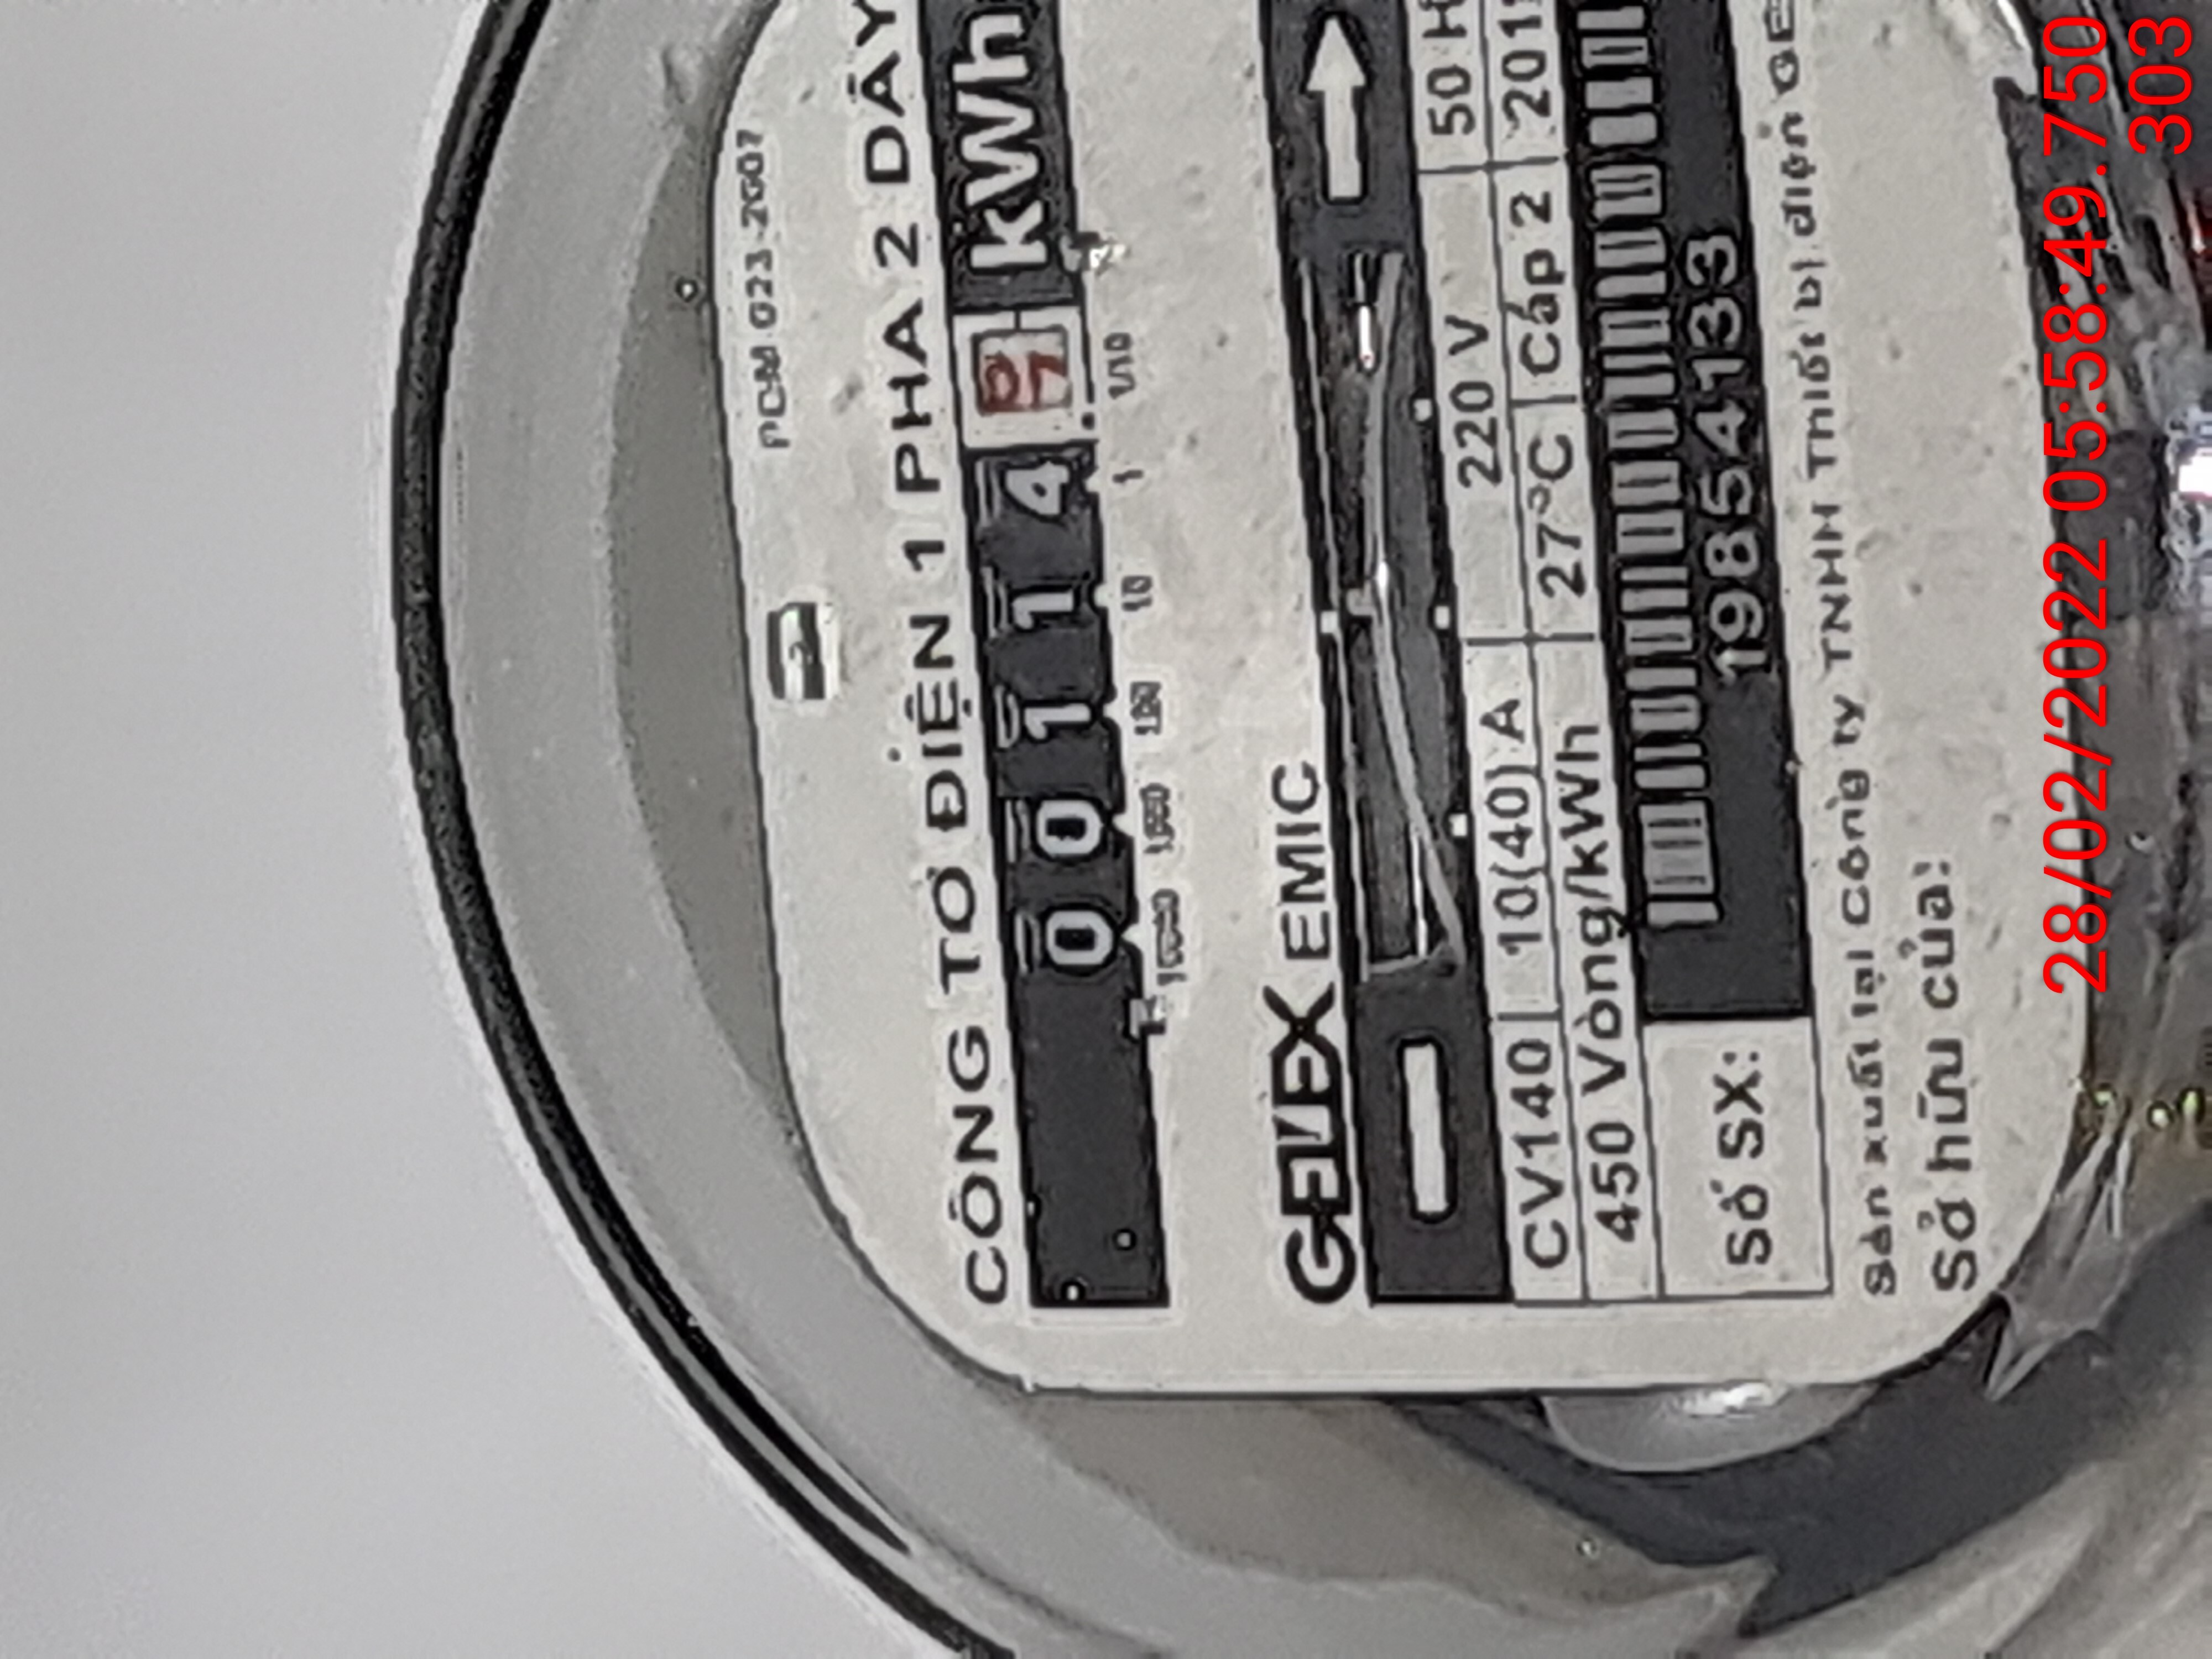 PCM 023-2007
CÔNG TƠ ĐIỆN 1 PHA 2 DÂY
0 0 1 1 4 kWh
10000 1000 100 10 1 1/10
GELEX EMIC
CV140 10(40) A 220 V 50 H
450 Vòng/kWh 27°C Cấp 2 201
Số SX: 19854133
Sản xuất tại Công ty TNHH Thiết bị điện GE
Sở hữu của:
28/02/2022 05:58:49.750
303